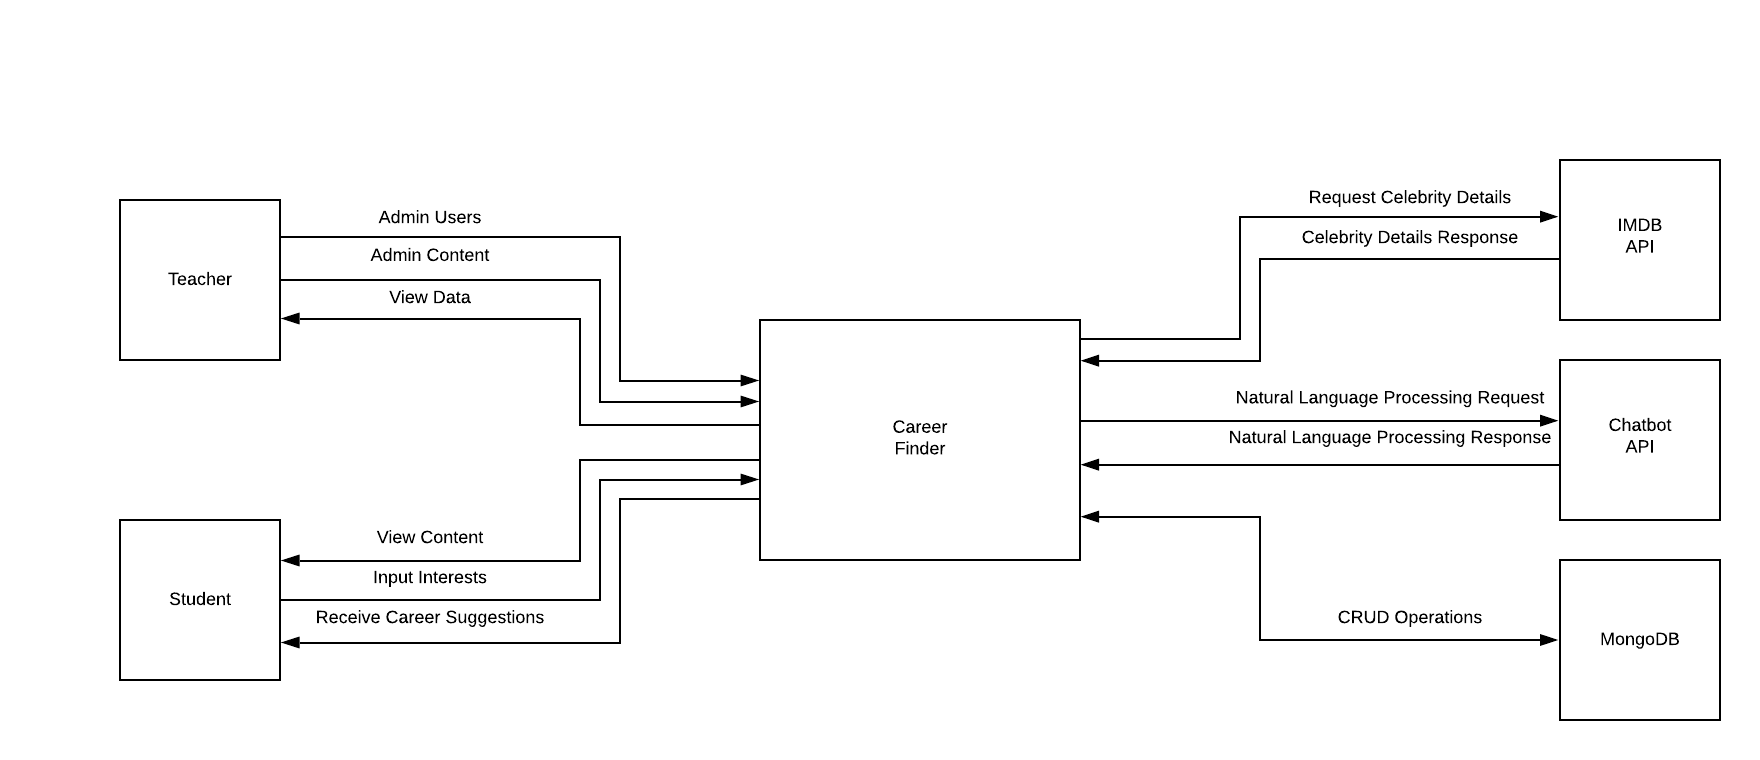 Admin Users
Admin Content
View Data
Teacher
Student
View Content
Input Interests
Receive Career Suggestions
Career
Finder
Request Celebrity Details
Celebrity Details Response
IMDB
API
Natural Language Processing Request
Natural Language Processing Response
Chatbot
API
CRUD Operations
MongoDB